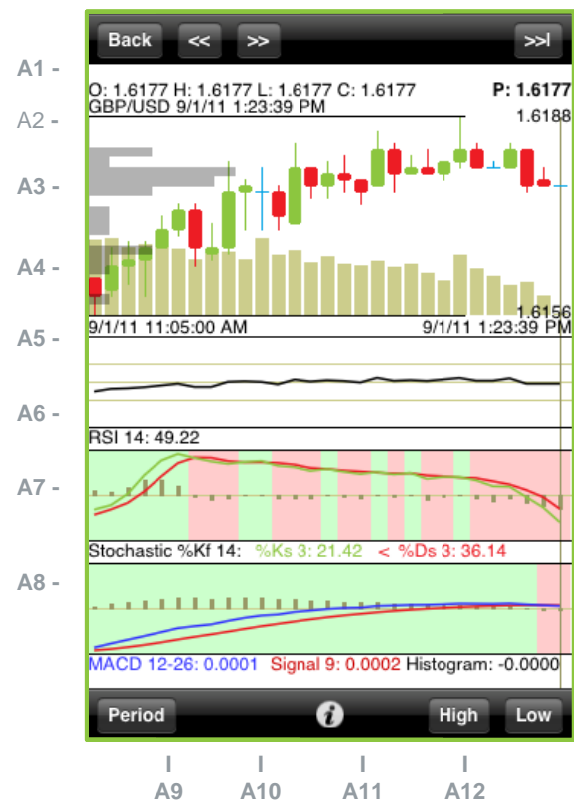 Back << >> >>|
A1 -
O: 1.6177 H: 1.6177 L: 1.6177 C: 1.6177 P: 1.6177
GBP/USD 9/1/11 1:23:39 PM 1.6188
A2 -
A3 -
A4 -
1.6156
9/1/11 11:05:00 AM 9/1/11 1:23:39 PM
A5 -
A6 -
RSI 14: 49.22
A7 -
Stochastic %Kf 14: %Ks 3: 21.42 < %Ds 3: 36.14
A8 -
MACD 12-26: 0.0001 Signal 9: 0.0002 Histogram: -0.0000
Period i High Low
A9 A10 A11 A12